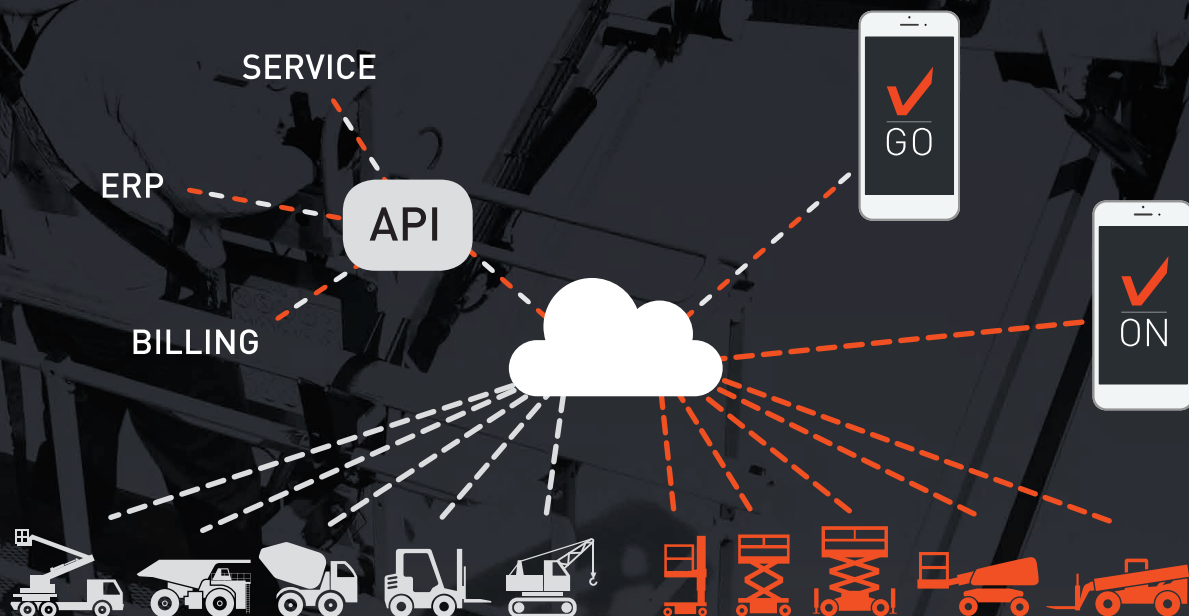 SERVICE
ERP
API
BILLING
GO
ON